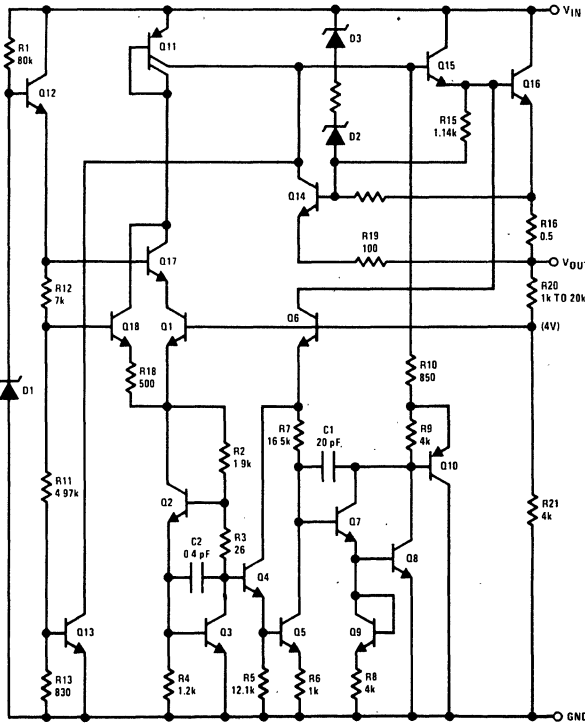 V IN
R1
80k
Q11
D3
Q12
Q15
Q16
D2
R15
1.14k
Q14
R16
0.5
R19
100
V OUT
Q17
R12
7k
R20
1k TO 20k
Q18
Q1
Q6
(4V)
R18
500
R10
850
D1
R7
16 5k
C1
20 pF
R9
4k
Q10
R2
1 9k
R11
4 97k
R21
4k
Q2
R3
26
Q7
C2
0 4 pF
Q4
Q8
Q13
Q3
Q5
Q9
R13
830
R4
1.2k
R5
12.1k
R6
1k
R8
4k
GND